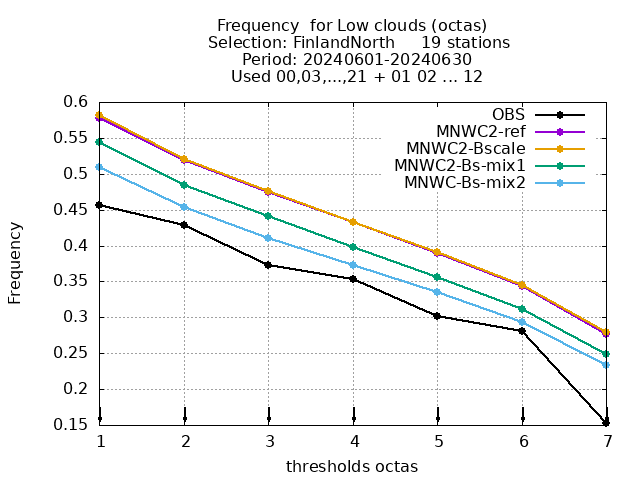 Frequency  for Low clouds (octas)
Selection: FinlandNorth     19 stations
Period: 20240601-20240630
Used 00,03,...,21 + 01 02 ... 12
OBS
MNWC2-ref
MNWC2-Bscale
MNWC2-Bs-mix1
MNWC-Bs-mix2
Frequency
0.6
0.55
0.5
0.45
0.4
0.35
0.3
0.25
0.2
0.15
1 2 3 4 5 6 7
thresholds octas